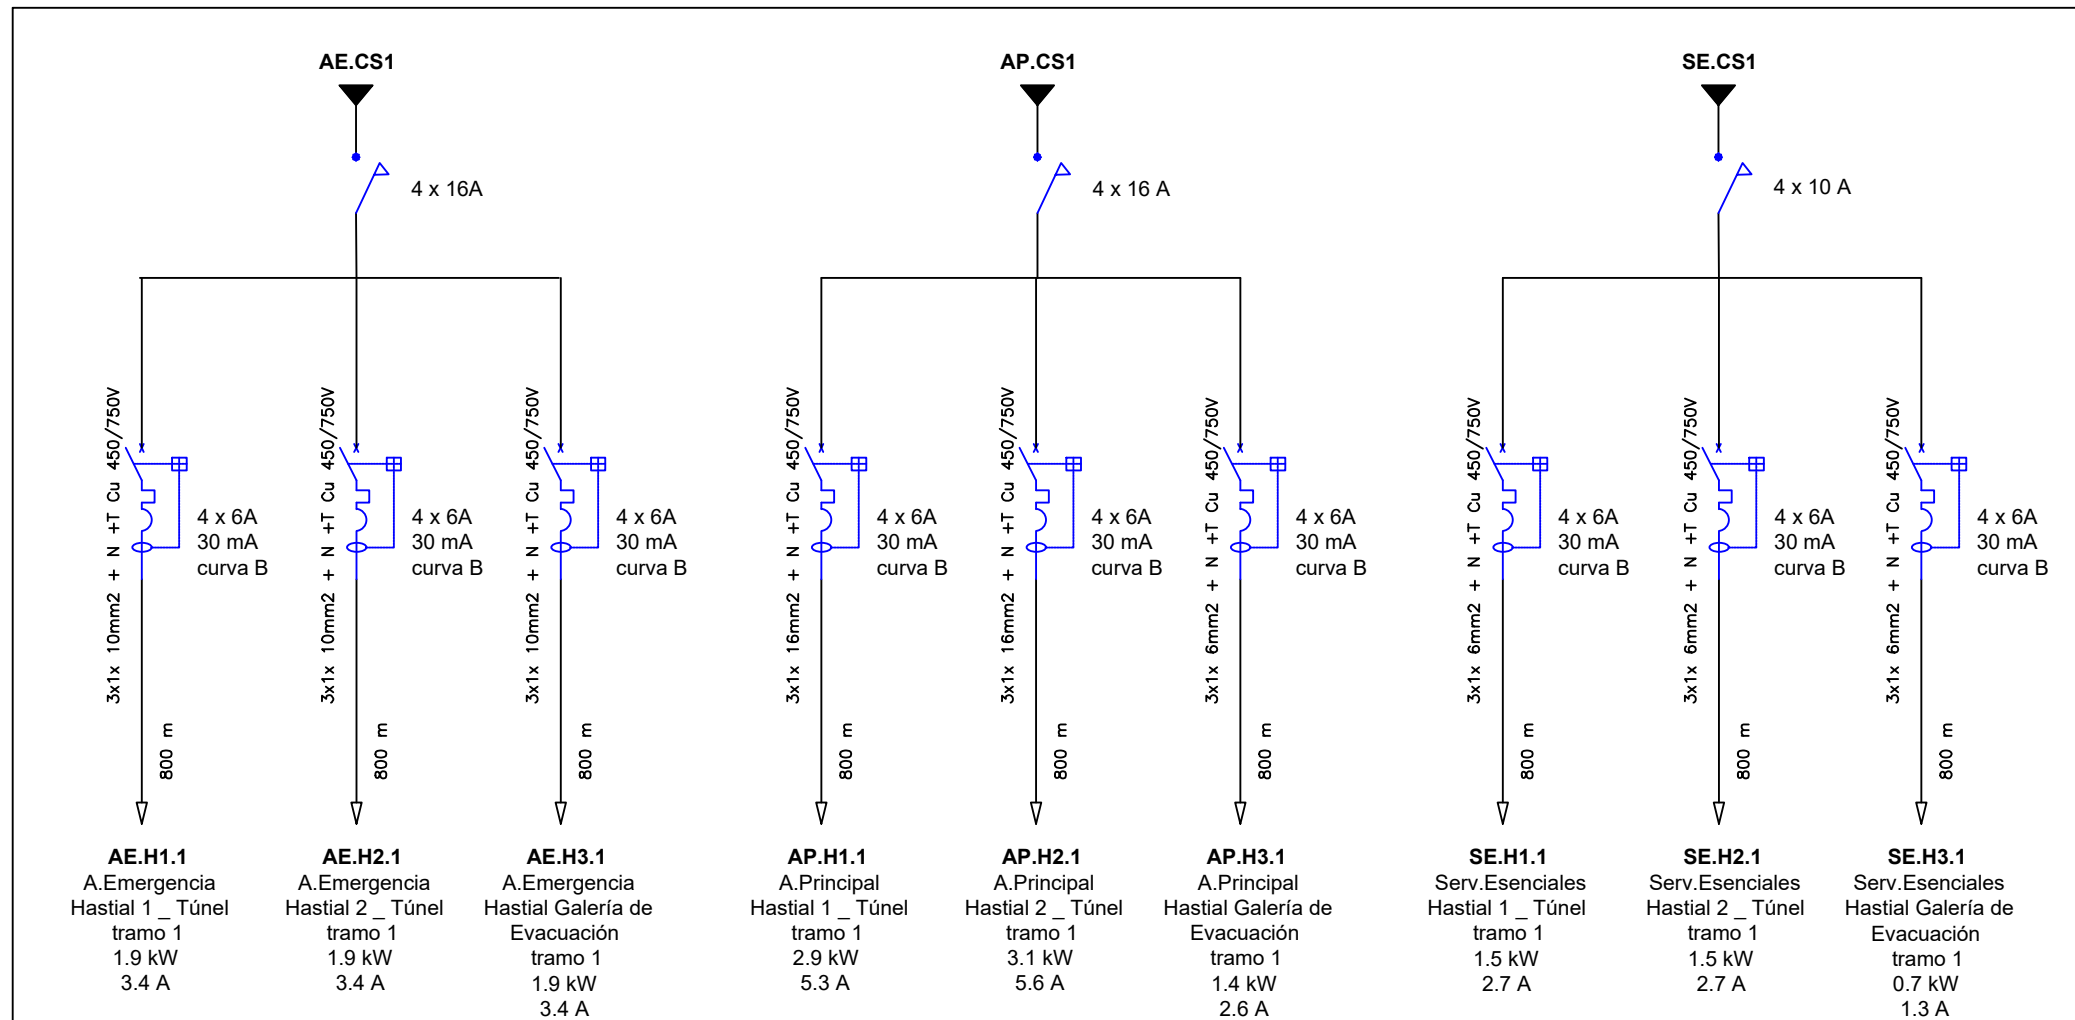 AE.CS1
4 x 16A
3x1x 10mm2 + N +T Cu 450/750V
4 x 6A
30 mA
curva B
800 m
AE.H1.1
A.Emergencia
Hastial 1 _ Túnel
tramo 1
1.9 kW
3.4 A
3x1x 10mm2 + N +T Cu 450/750V
4 x 6A
30 mA
curva B
800 m
AE.H2.1
A.Emergencia
Hastial 2 _ Túnel
tramo 1
1.9 kW
3.4 A
3x1x 10mm2 + N +T Cu 450/750V
4 x 6A
30 mA
curva B
800 m
AE.H3.1
A.Emergencia
Hastial Galería de
Evacuación
tramo 1
1.9 kW
3.4 A
AP.CS1
4 x 16 A
3x1x 16mm2 + N +T Cu 450/750V
4 x 6A
30 mA
curva B
800 m
AP.H1.1
A.Principal
Hastial 1 _ Túnel
tramo 1
2.9 kW
5.3 A
3x1x 16mm2 + N +T Cu 450/750V
4 x 6A
30 mA
curva B
800 m
AP.H2.1
A.Principal
Hastial 2 _ Túnel
tramo 1
3.1 kW
5.6 A
3x1x 6mm2 + N +T Cu 450/750V
4 x 6A
30 mA
curva B
800 m
AP.H3.1
A.Principal
Hastial Galería de
Evacuación
tramo 1
1.4 kW
2.6 A
SE.CS1
4 x 10 A
3x1x 6mm2 + N +T Cu 450/750V
4 x 6A
30 mA
curva B
800 m
SE.H1.1
Serv.Esenciales
Hastial 1 _ Túnel
tramo 1
1.5 kW
2.7 A
3x1x 6mm2 + N +T Cu 450/750V
4 x 6A
30 mA
curva B
800 m
SE.H2.1
Serv.Esenciales
Hastial 2 _ Túnel
tramo 1
1.5 kW
2.7 A
3x1x 6mm2 + N +T Cu 450/750V
4 x 6A
30 mA
curva B
800 m
SE.H3.1
Serv.Esenciales
Hastial Galería de
Evacuación
tramo 1
0.7 kW
1.3 A